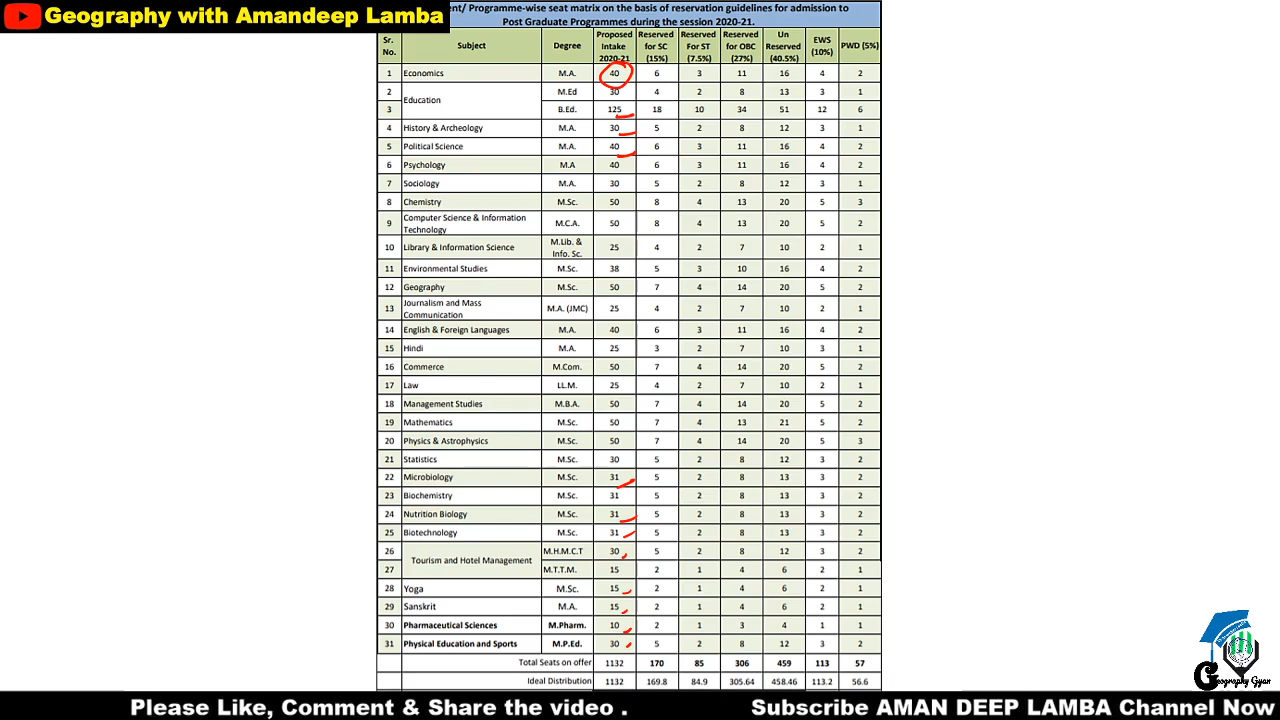 Geography with Amandeep Lamba
ent/ Programme-wise seat matrix on the basis of reservation guidelines for admission to
Post Graduate Programmes during the session 2020-21.
Sr. No. Subject Degree Proposed Intake 2020-21 Reserved for SC (15%) Reserved For ST (7.5%) Reserved for OBC (27%) Un Reserved (40.5%) EWS (10%) PWD (5%)
1 Economics M.A. 40 6 3 11 16 4 2
2 Education M.Ed 30 4 2 8 13 3 1
3 B.Ed. 125 18 10 34 51 12 6
4 History & Archeology M.A. 30 5 2 8 12 3 1
5 Political Science M.A. 40 6 3 11 16 4 2
6 Psychology M.A 40 6 3 11 16 4 2
7 Sociology M.A. 30 5 2 8 12 3 1
8 Chemistry M.Sc. 50 8 4 13 20 5 3
9 Computer Science & Information Technology M.C.A. 50 8 4 13 20 5 2
10 Library & Information Science M.Lib. & Info. Sc. 25 4 2 7 10 2 1
11 Environmental Studies M.Sc. 38 5 3 10 16 4 2
12 Geography M.Sc. 50 7 4 14 20 5 2
13 Journalism and Mass Communication M.A. (JMC) 25 4 2 7 10 2 1
14 English & Foreign Languages M.A. 40 6 3 11 16 4 2
15 Hindi M.A. 25 3 2 7 10 3 1
16 Commerce M.Com. 50 7 4 14 20 5 2
17 Law LL.M. 25 4 2 7 10 2 1
18 Management Studies M.B.A. 50 7 4 14 20 5 2
19 Mathematics M.Sc. 50 7 4 13 21 5 2
20 Physics & Astrophysics M.Sc. 50 7 4 14 20 5 3
21 Statistics M.Sc. 30 5 2 8 12 3 2
22 Microbiology M.Sc. 31 5 2 8 13 3 2
23 Biochemistry M.Sc. 31 5 2 8 13 3 2
24 Nutrition Biology M.Sc. 31 5 2 8 13 3 2
25 Biotechnology M.Sc. 31 5 2 8 13 3 2
26 Tourism and Hotel Management M.H.M.C.T 30 5 2 8 12 3 2
27 M.T.T.M. 15 2 1 4 6 2 1
28 Yoga M.Sc. 15 2 1 4 6 2 1
29 Sanskrit M.A. 15 2 1 4 6 2 1
30 Pharmaceutical Sciences M.Pharm. 10 2 1 3 4 1 1
31 Physical Education and Sports M.P.Ed. 30 5 2 8 12 3 2
Total Seats on offer 1132 170 85 306 459 113 57
Ideal Distribution 1132 169.8 84.9 305.64 458.46 113.2 56.6
Geography Gyan
Please Like, Comment & Share the video . Subscribe AMAN DEEP LAMBA Channel Now